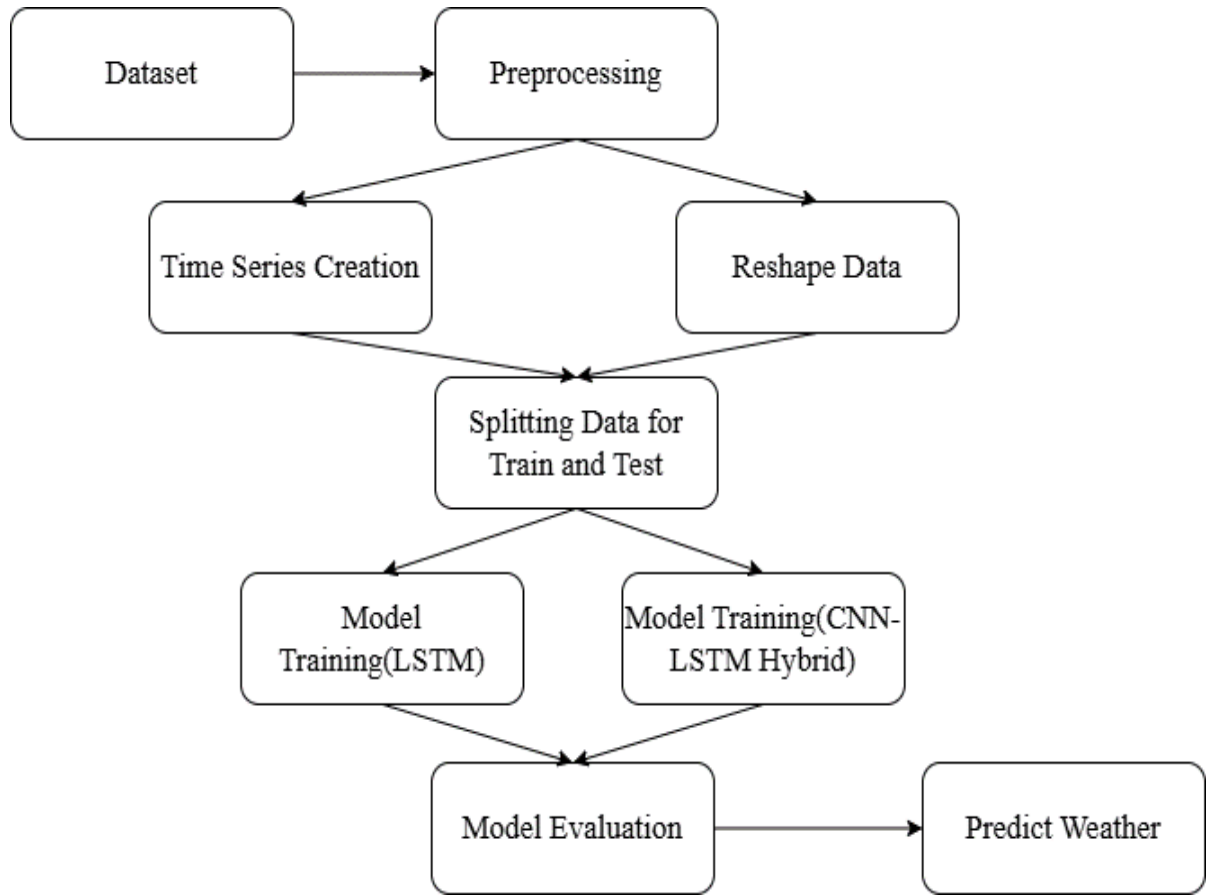 Dataset
Preprocessing
Time Series Creation
Reshape Data
Splitting Data for
Train and Test
Model
Training(LSTM)
Model Training(CNN-
LSTM Hybrid)
Model Evaluation
Predict Weather